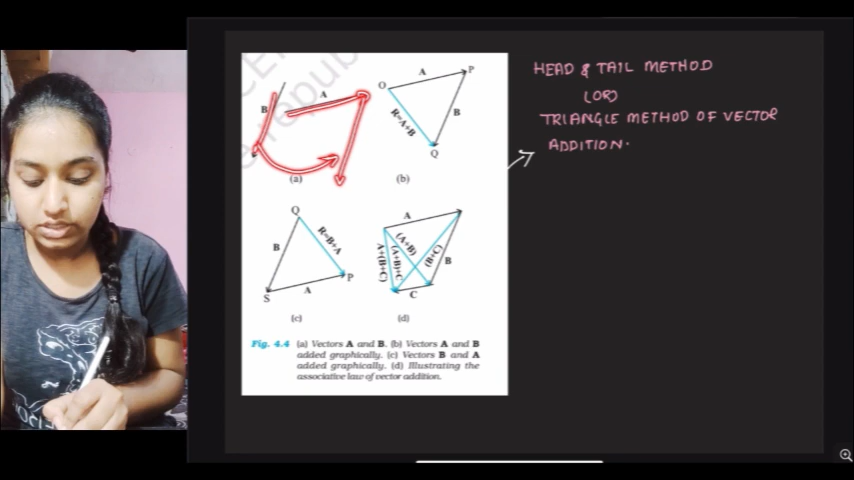 HEAD & TAIL METHOD
(OR)
TRIANGLE METHOD OF VECTOR
ADDITION.
A
B
(a)
O
A
P
B
R=A+B
Q
(b)
Q
B
R=B+A
S
A
P
(c)
A
(A+B)
(B+C)
B
(A+B)+C
A+(B+C)
C
(d)
Fig. 4.4 (a) Vectors A and B. (b) Vectors A and B
added graphically. (c) Vectors B and A
added graphically. (d) Illustrating the
associative law of vector addition.